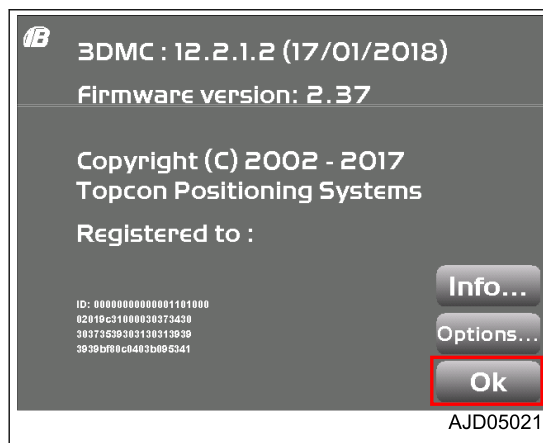 3DMC : 12.2.1.2 (17/01/2018)
Firmware version: 2.37
Copyright (C) 2002 - 2017
Topcon Positioning Systems
Registered to :
Info...
ID: 00000000000001101000
02019c31000030373430
Options...
30373539303130313939
3939bf80c0403b095341
Ok
AJD05021